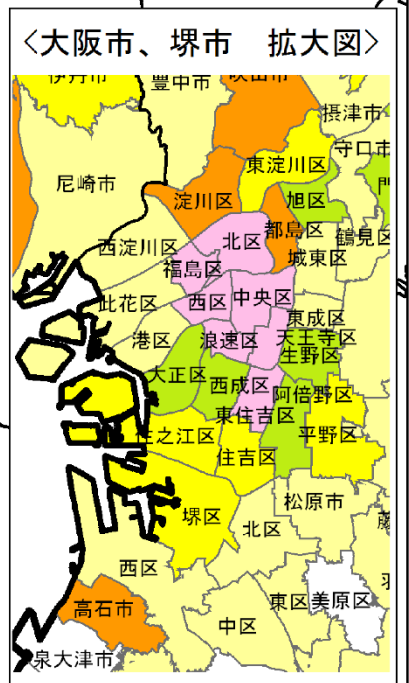 <大阪市、堺市　拡大図>
伊丹市
豊中市
吹田市
摂津市
守口市
東淀川区
尼崎市
淀川区
旭区
門
都島区
鶴見区
西淀川区
北区
城東区
福島区
此花区
西区
中央区
東成区
港区
浪速区
天王寺区
生野区
大正区
西成区
阿倍野区
東住吉区
住之江区
平野区
住吉区
松原市
堺区
北区
藤
西区
羽
高石市
東区
美原区
中区
泉大津市